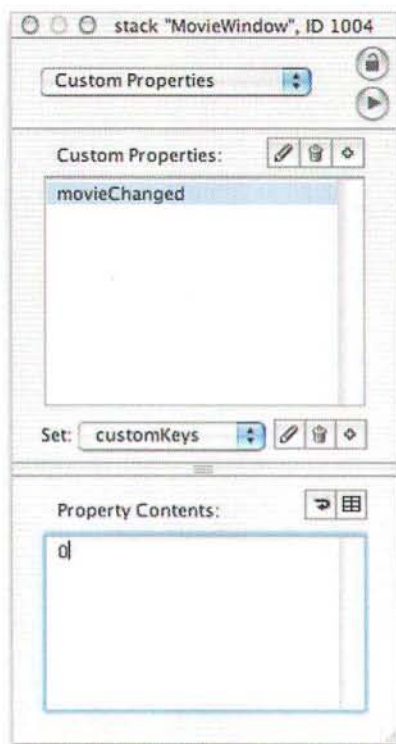 stack "MovieWindow", ID 1004
Custom Properties
Custom Properties:
movieChanged
Set: customKeys
Property Contents:
0